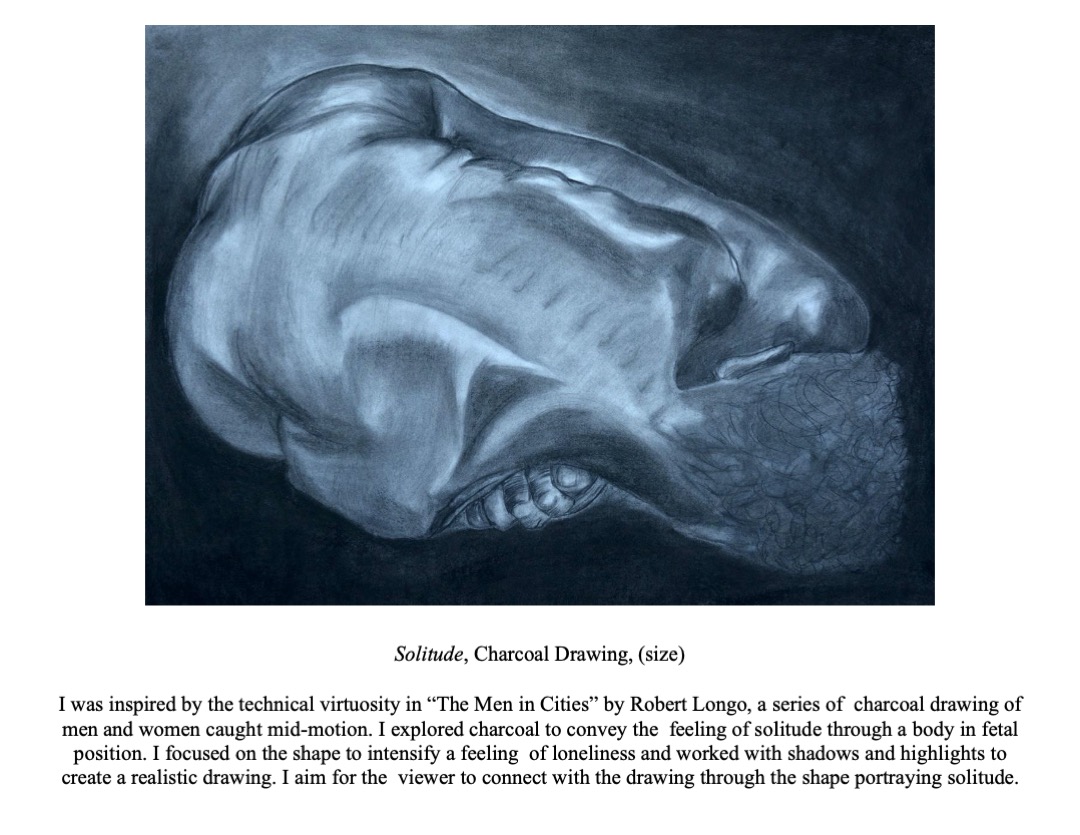 Solitude, Charcoal Drawing, (size)
I was inspired by the technical virtuosity in “The Men in Cities” by Robert Longo, a series of  charcoal drawing of
men and women caught mid-motion. I explored charcoal to convey the  feeling of solitude through a body in fetal
position. I focused on the shape to intensify a feeling  of loneliness and worked with shadows and highlights to
create a realistic drawing. I aim for the  viewer to connect with the drawing through the shape portraying solitude.